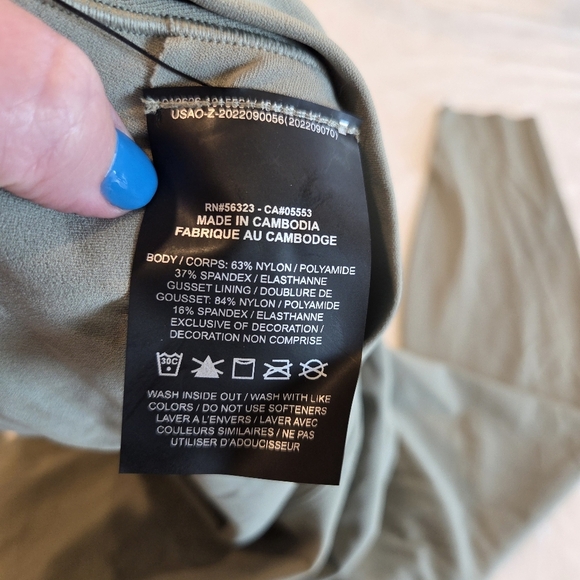 USAO-Z-2022090056(202209070)
RN#56323 - CA#05553
MADE IN CAMBODIA
FABRIQUE AU CAMBODGE
BODY / CORPS: 63% NYLON / POLYAMIDE
37% SPANDEX / ELASTHANNE
GUSSET LINING / DOUBLURE DE
GOUSSET: 84% NYLON / POLYAMIDE
16% SPANDEX / ELASTHANNE
EXCLUSIVE OF DECORATION /
DECORATION NON COMPRISE
30C
WASH INSIDE OUT / WASH WITH LIKE
COLORS / DO NOT USE SOFTENERS
LAVER A L'ENVERS / LAVER AVEC
COULEURS SIMILAIRES / NE PAS
UTILISER D'ADOUCISSEUR